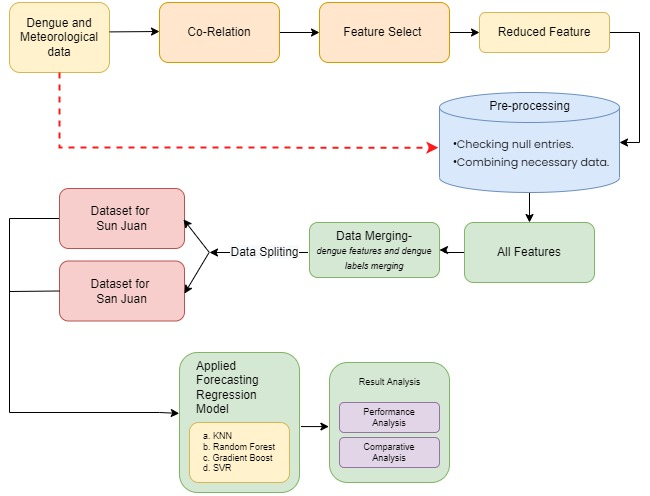 Dengue and
Meteorological
data
Co-Relation
Feature Select
Reduced Feature
Pre-processing
•Checking null entries.
•Combining necessary data.
Dataset for
Sun Juan
Data Merging-
dengue features and dengue
labels merging
All Features
Data Spliting
Dataset for
San Juan
Applied
Forecasting
Regression
Model
a. KNN
b. Random Forest
c. Gradient Boost
d. SVR
Result Analysis
Performance
Analysis
Comparative
Analysis